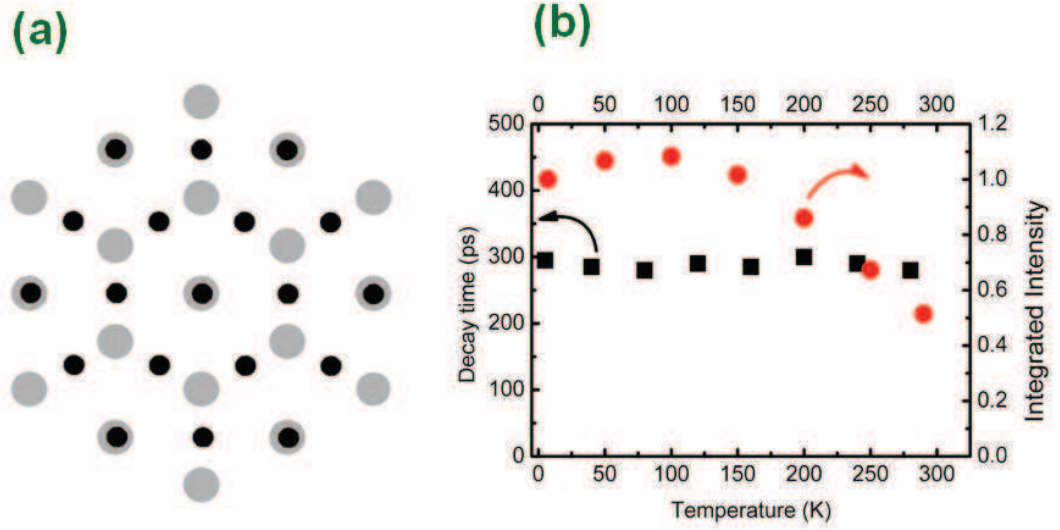 (a)
(b)
0 50 100 150 200 250 300
500
400
300
200
100
0
Decay time (ps)
1.2
1.0
0.8
0.6
0.4
0.2
0.0
Integrated Intensity
0 50 100 150 200 250 300
Temperature (K)